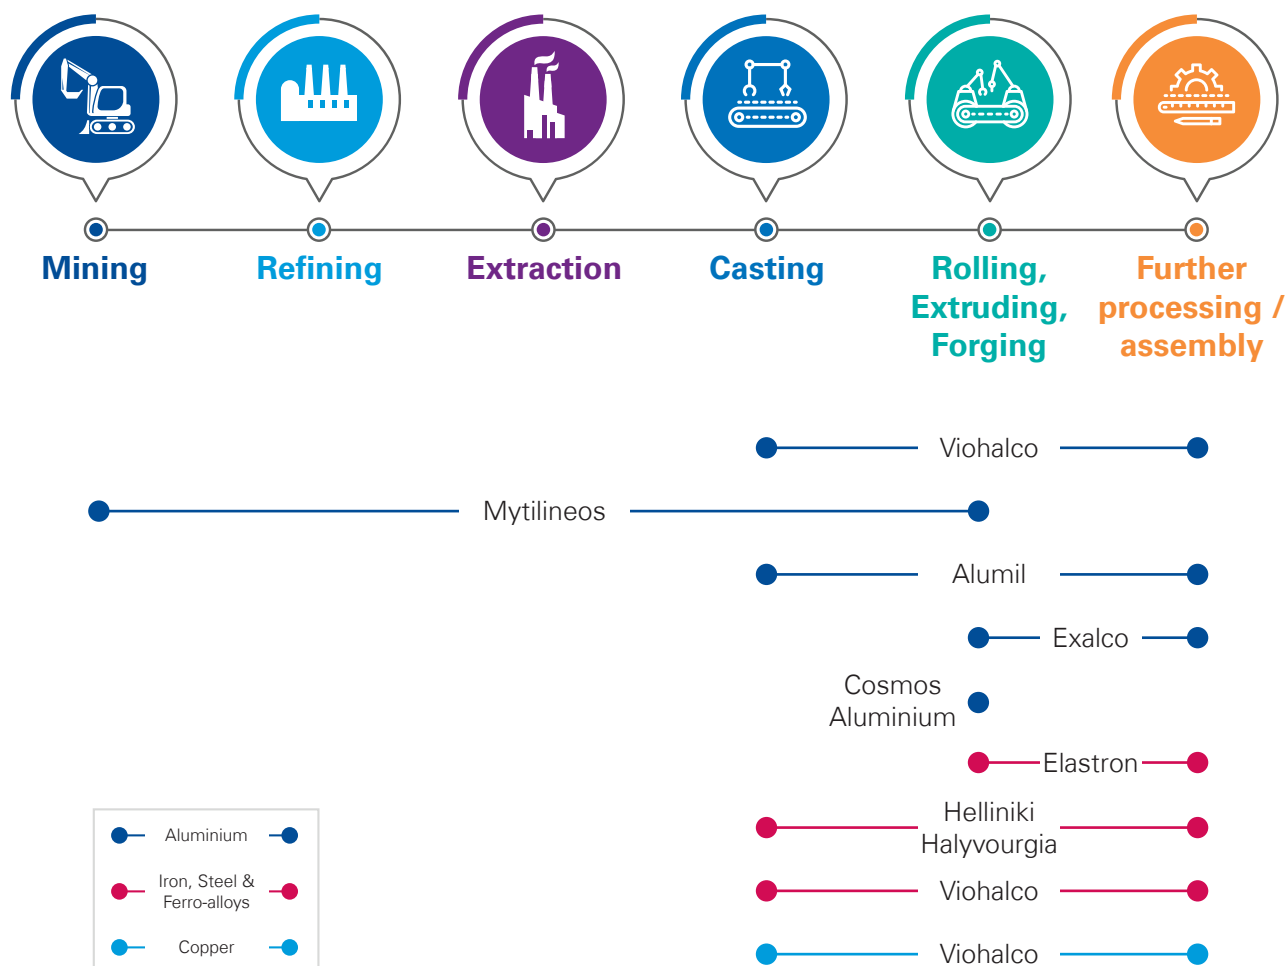 Mining
Refining
Extraction
Casting
Rolling,
Extruding,
Forging
Further
processing /
assembly
Viohalco
Mytilineos
Alumil
Exalco
Cosmos
Aluminium
Elastron
Helliniki
Halyvourgia
Viohalco
Viohalco
Aluminium
Iron, Steel &
Ferro-alloys
Copper